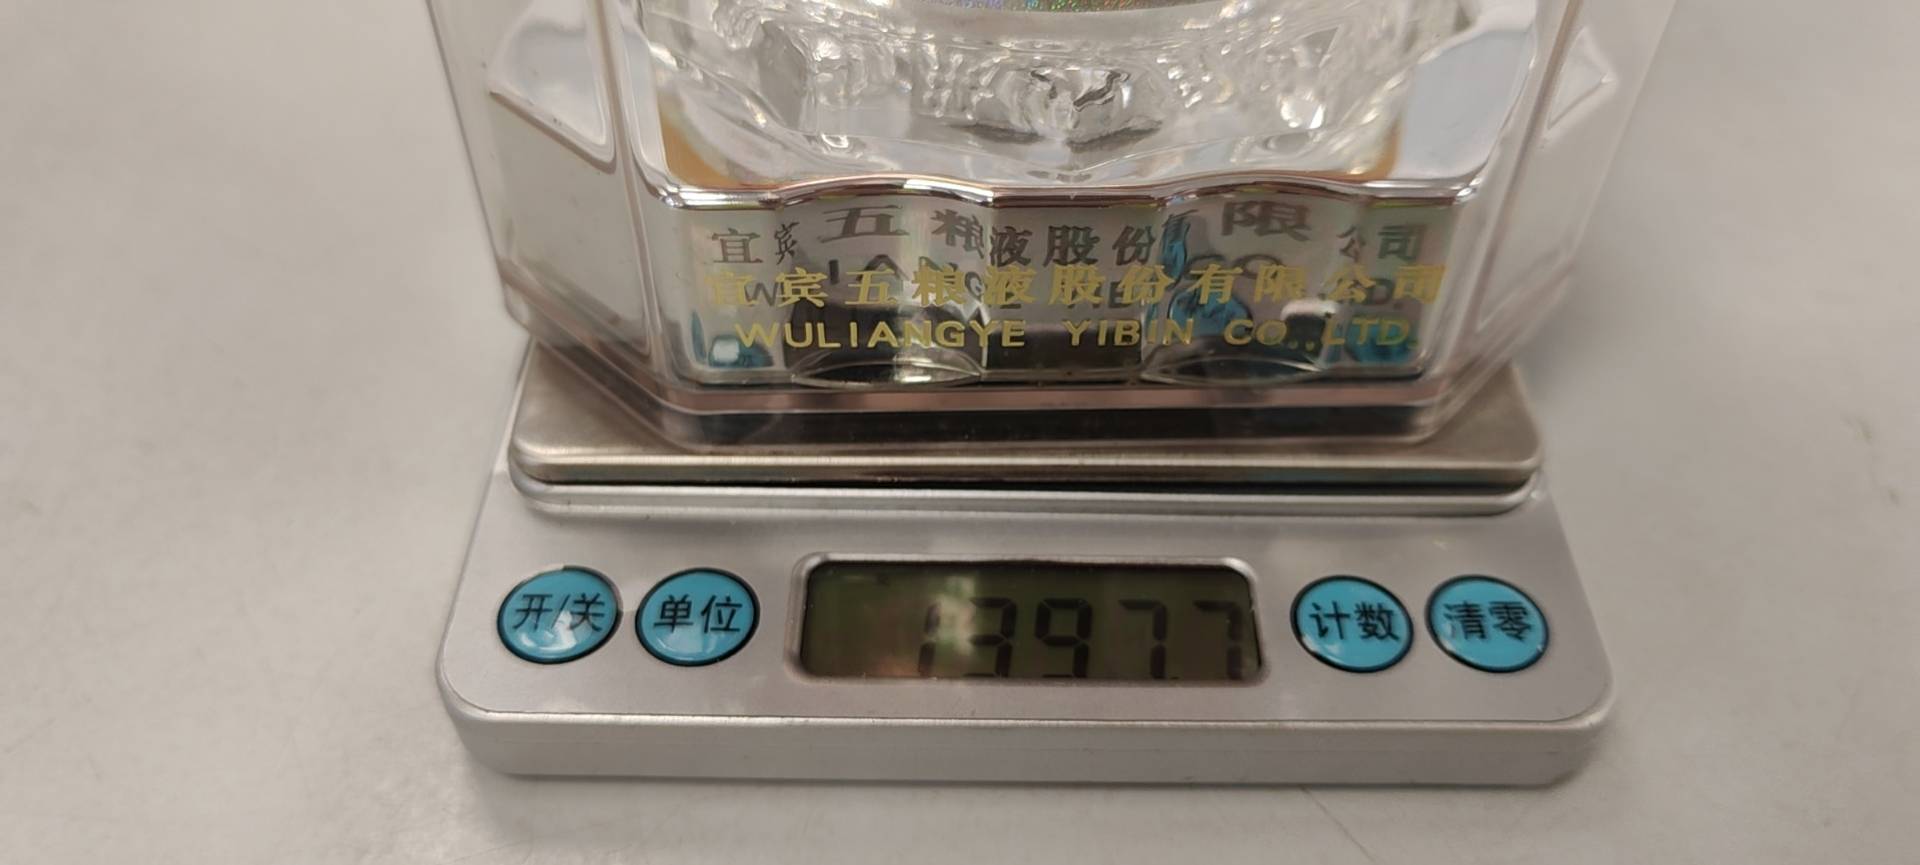 宜宾五粮液股份有限公司
宜宾五粮液股份有限公司
WULIANGYE YIBIN CO.,LTD.
开/关
单位
1397.7
计数
清零